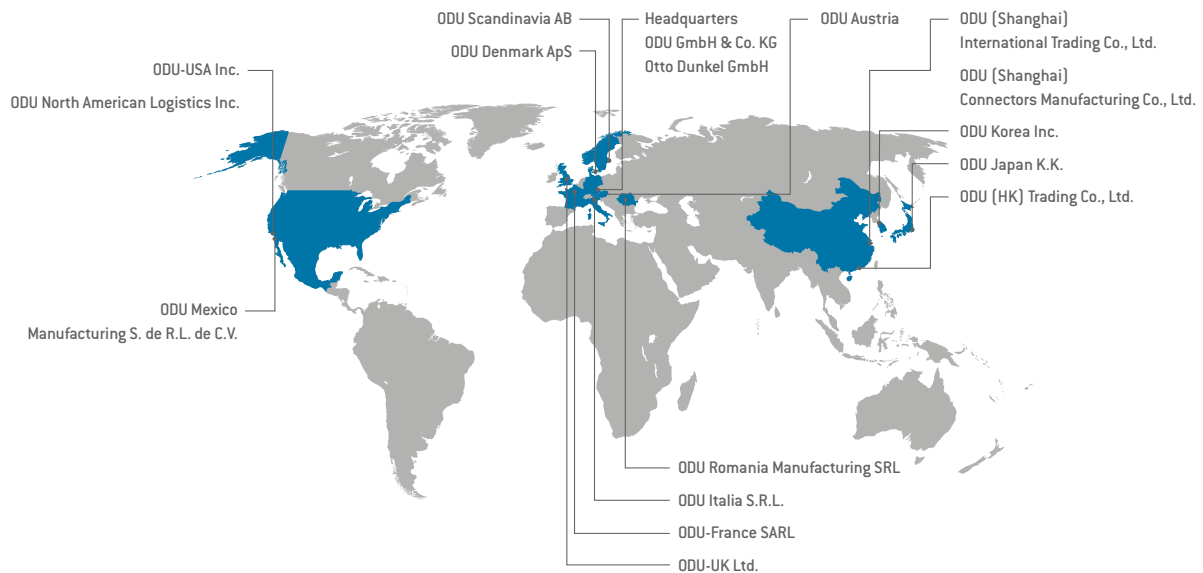 ODU Scandinavia AB
ODU Denmark ApS
Headquarters
ODU GmbH & Co. KG
Otto Dunkel GmbH
ODU Austria
ODU (Shanghai)
International Trading Co., Ltd.
ODU (Shanghai)
Connectors Manufacturing Co., Ltd.
ODU Korea Inc.
ODU Japan K.K.
ODU (HK) Trading Co., Ltd.
ODU-USA Inc.
ODU North American Logistics Inc.
ODU Mexico
Manufacturing S. de R.L. de C.V.
ODU Romania Manufacturing SRL
ODU Italia S.R.L.
ODU-France SARL
ODU-UK Ltd.